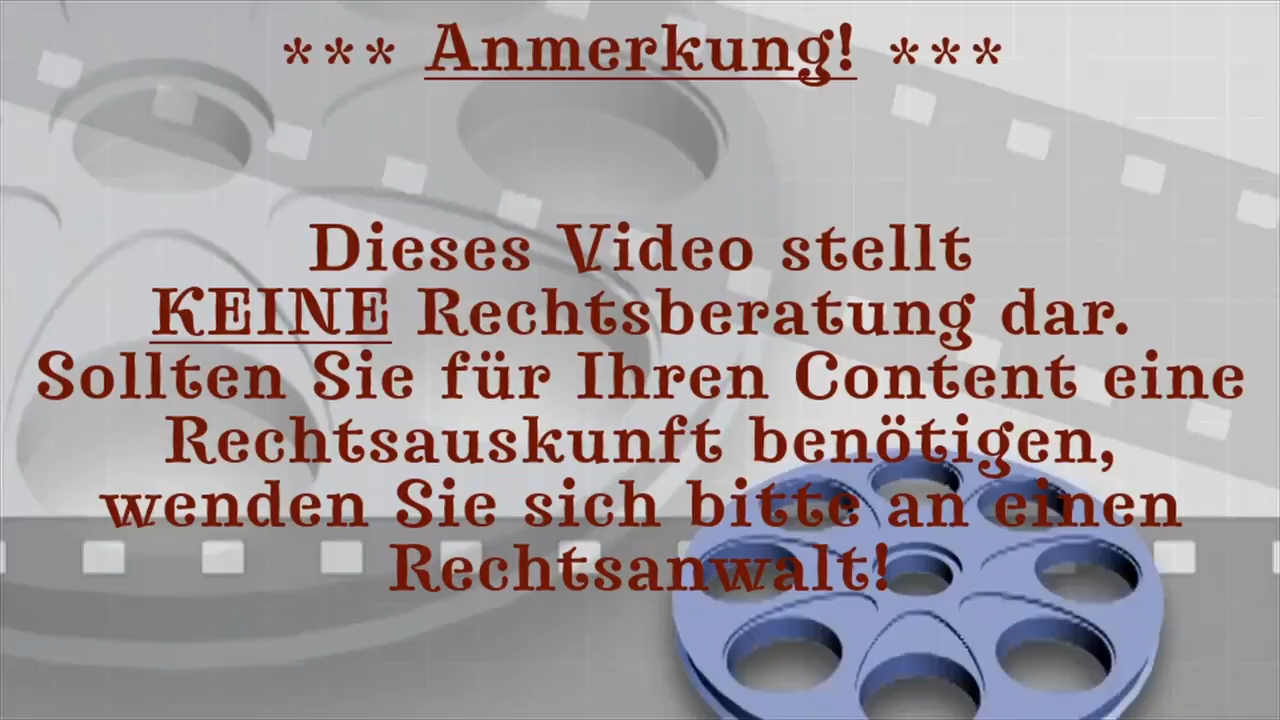 *** Anmerkung! ***
Dieses Video stellt
KEINE Rechtsberatung dar.
Sollten Sie für Ihren Content eine
Rechtsauskunft benötigen,
wenden Sie sich bitte an einen
Rechtsanwalt!